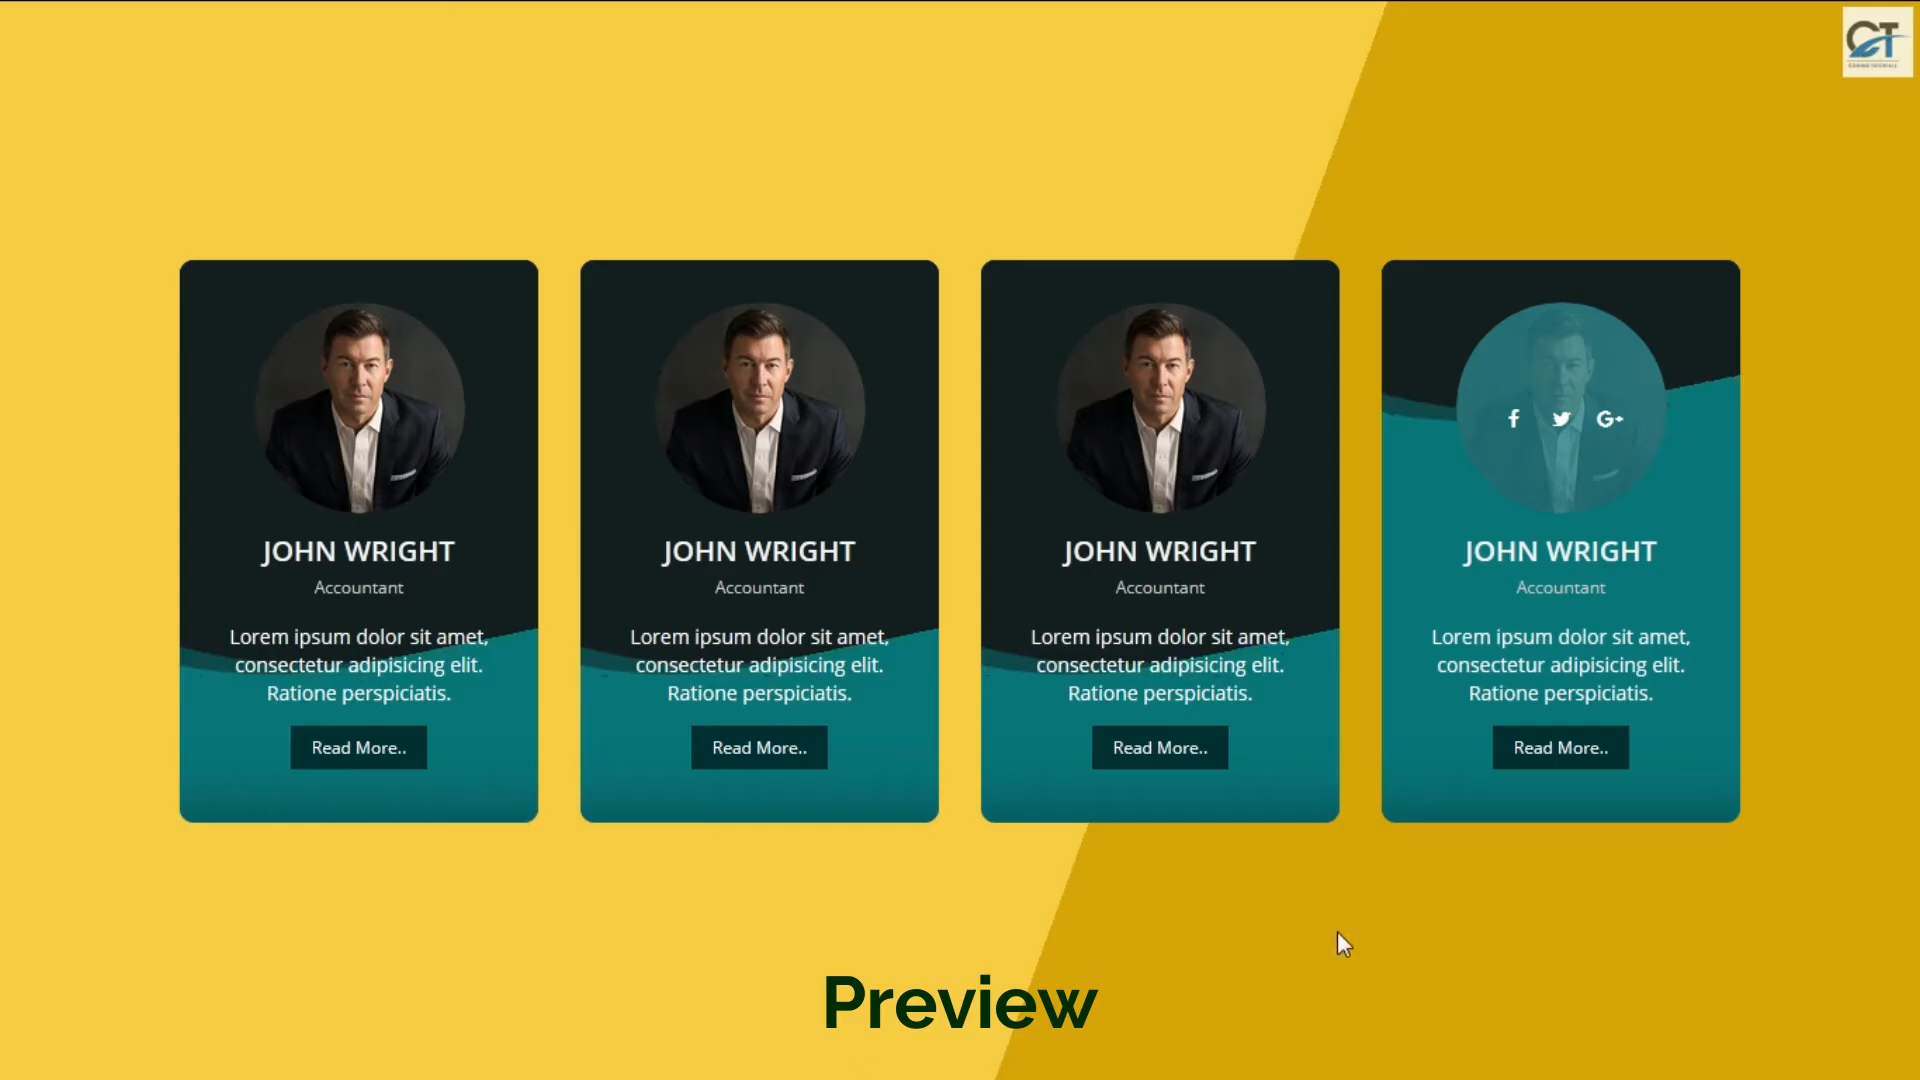 CT
CODING TUTORIALS
JOHN WRIGHT
Accountant
Lorem ipsum dolor sit amet,
consectetur adipisicing elit.
Ratione perspiciatis.
Read More..
JOHN WRIGHT
Accountant
Lorem ipsum dolor sit amet,
consectetur adipisicing elit.
Ratione perspiciatis.
Read More..
JOHN WRIGHT
Accountant
Lorem ipsum dolor sit amet,
consectetur adipisicing elit.
Ratione perspiciatis.
Read More..
f G+
JOHN WRIGHT
Accountant
Lorem ipsum dolor sit amet,
consectetur adipisicing elit.
Ratione perspiciatis.
Read More..
Preview